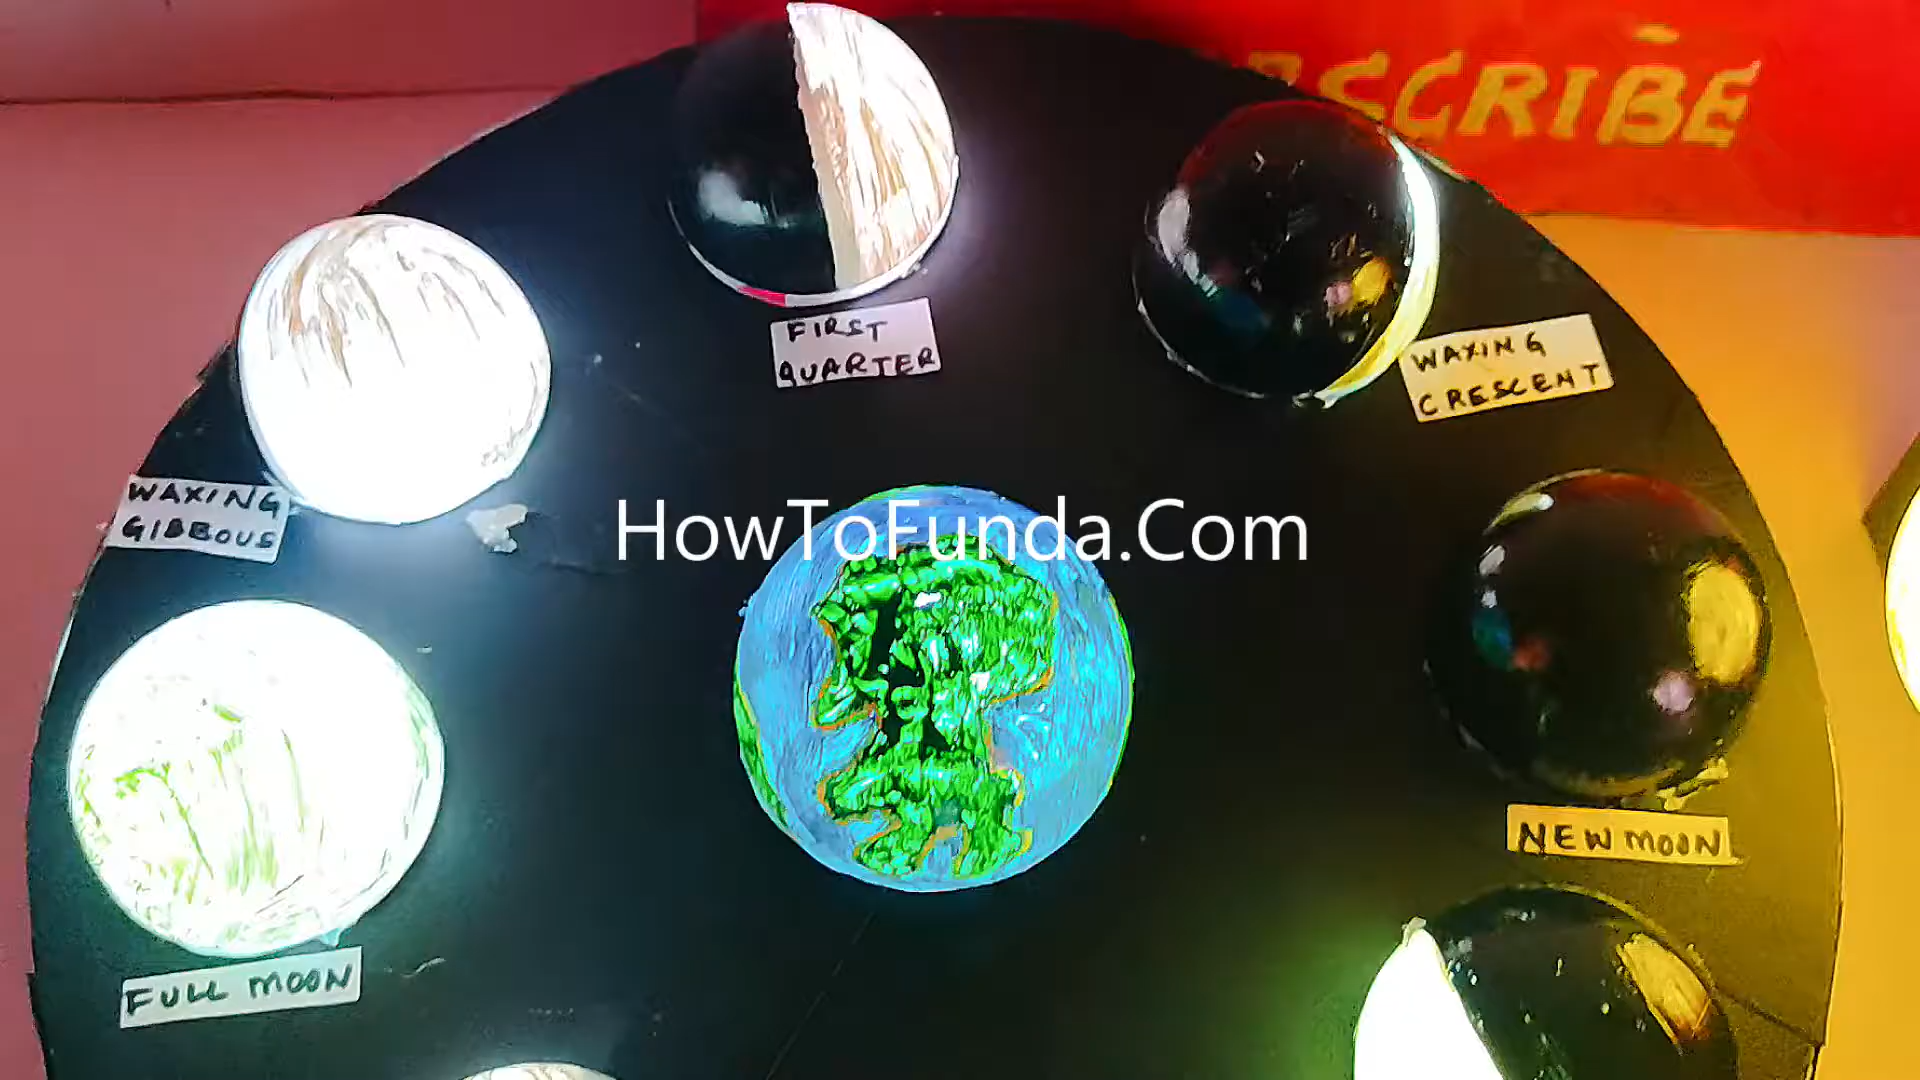 SCRIBE
FIRST
QUARTER
WAXING
CRESCENT
WAXING
GIBBOUS
HowToFunda.Com
NEW MOON
FULL MOON